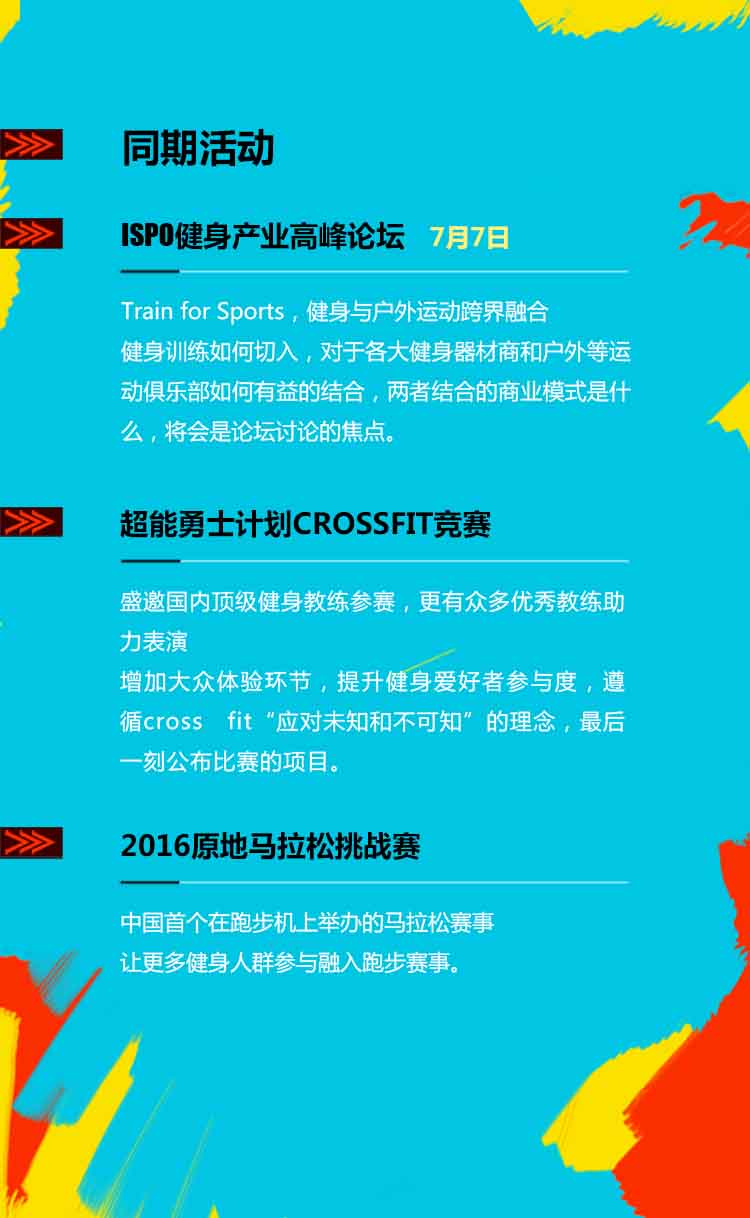 同期活动
ISPO健身产业高峰论坛 7月7日
Train for Sports，健身与户外运动跨界融合
健身训练如何切入，对于各大健身器材商和户外等运
动俱乐部如何有益的结合，两者结合的商业模式是什
么，将会是论坛讨论的焦点。
超能勇士计划CROSSFIT竞赛
盛邀国内顶级健身教练参赛，更有众多优秀教练助
力表演
增加大众体验环节，提升健身爱好者参与度，遵
循cross fit“应对未知和不可知”的理念，最后
一刻公布比赛的项目。
2016原地马拉松挑战赛
中国首个在跑步机上举办的马拉松赛事
让更多健身人群参与融入跑步赛事。